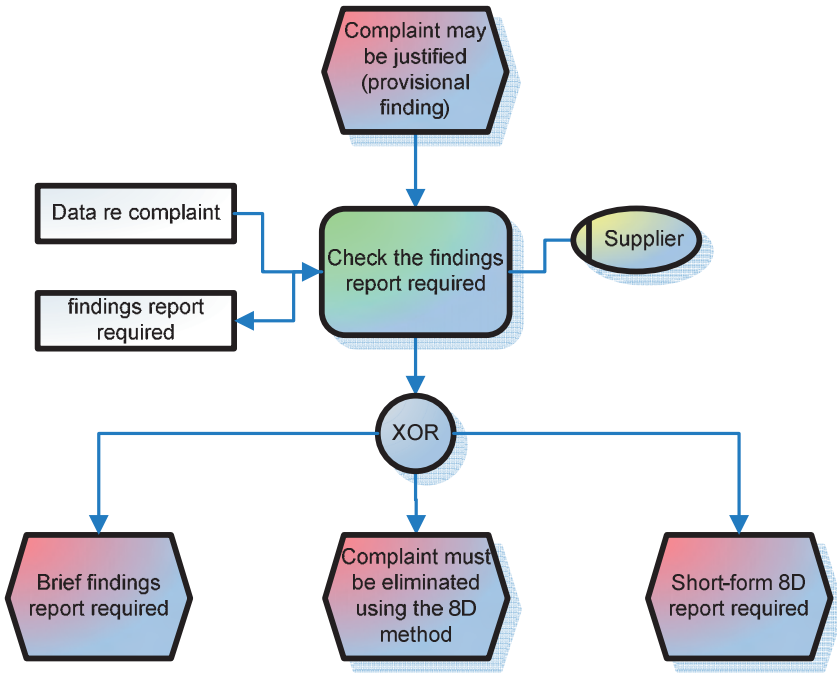 Complaint may
be justified
(provisional
finding)
Data re complaint
findings report
required
Check the findings
report required
Supplier
XOR
Brief findings
report required
Complaint must
be eliminated
using the 8D
method
Short-form 8D
report required